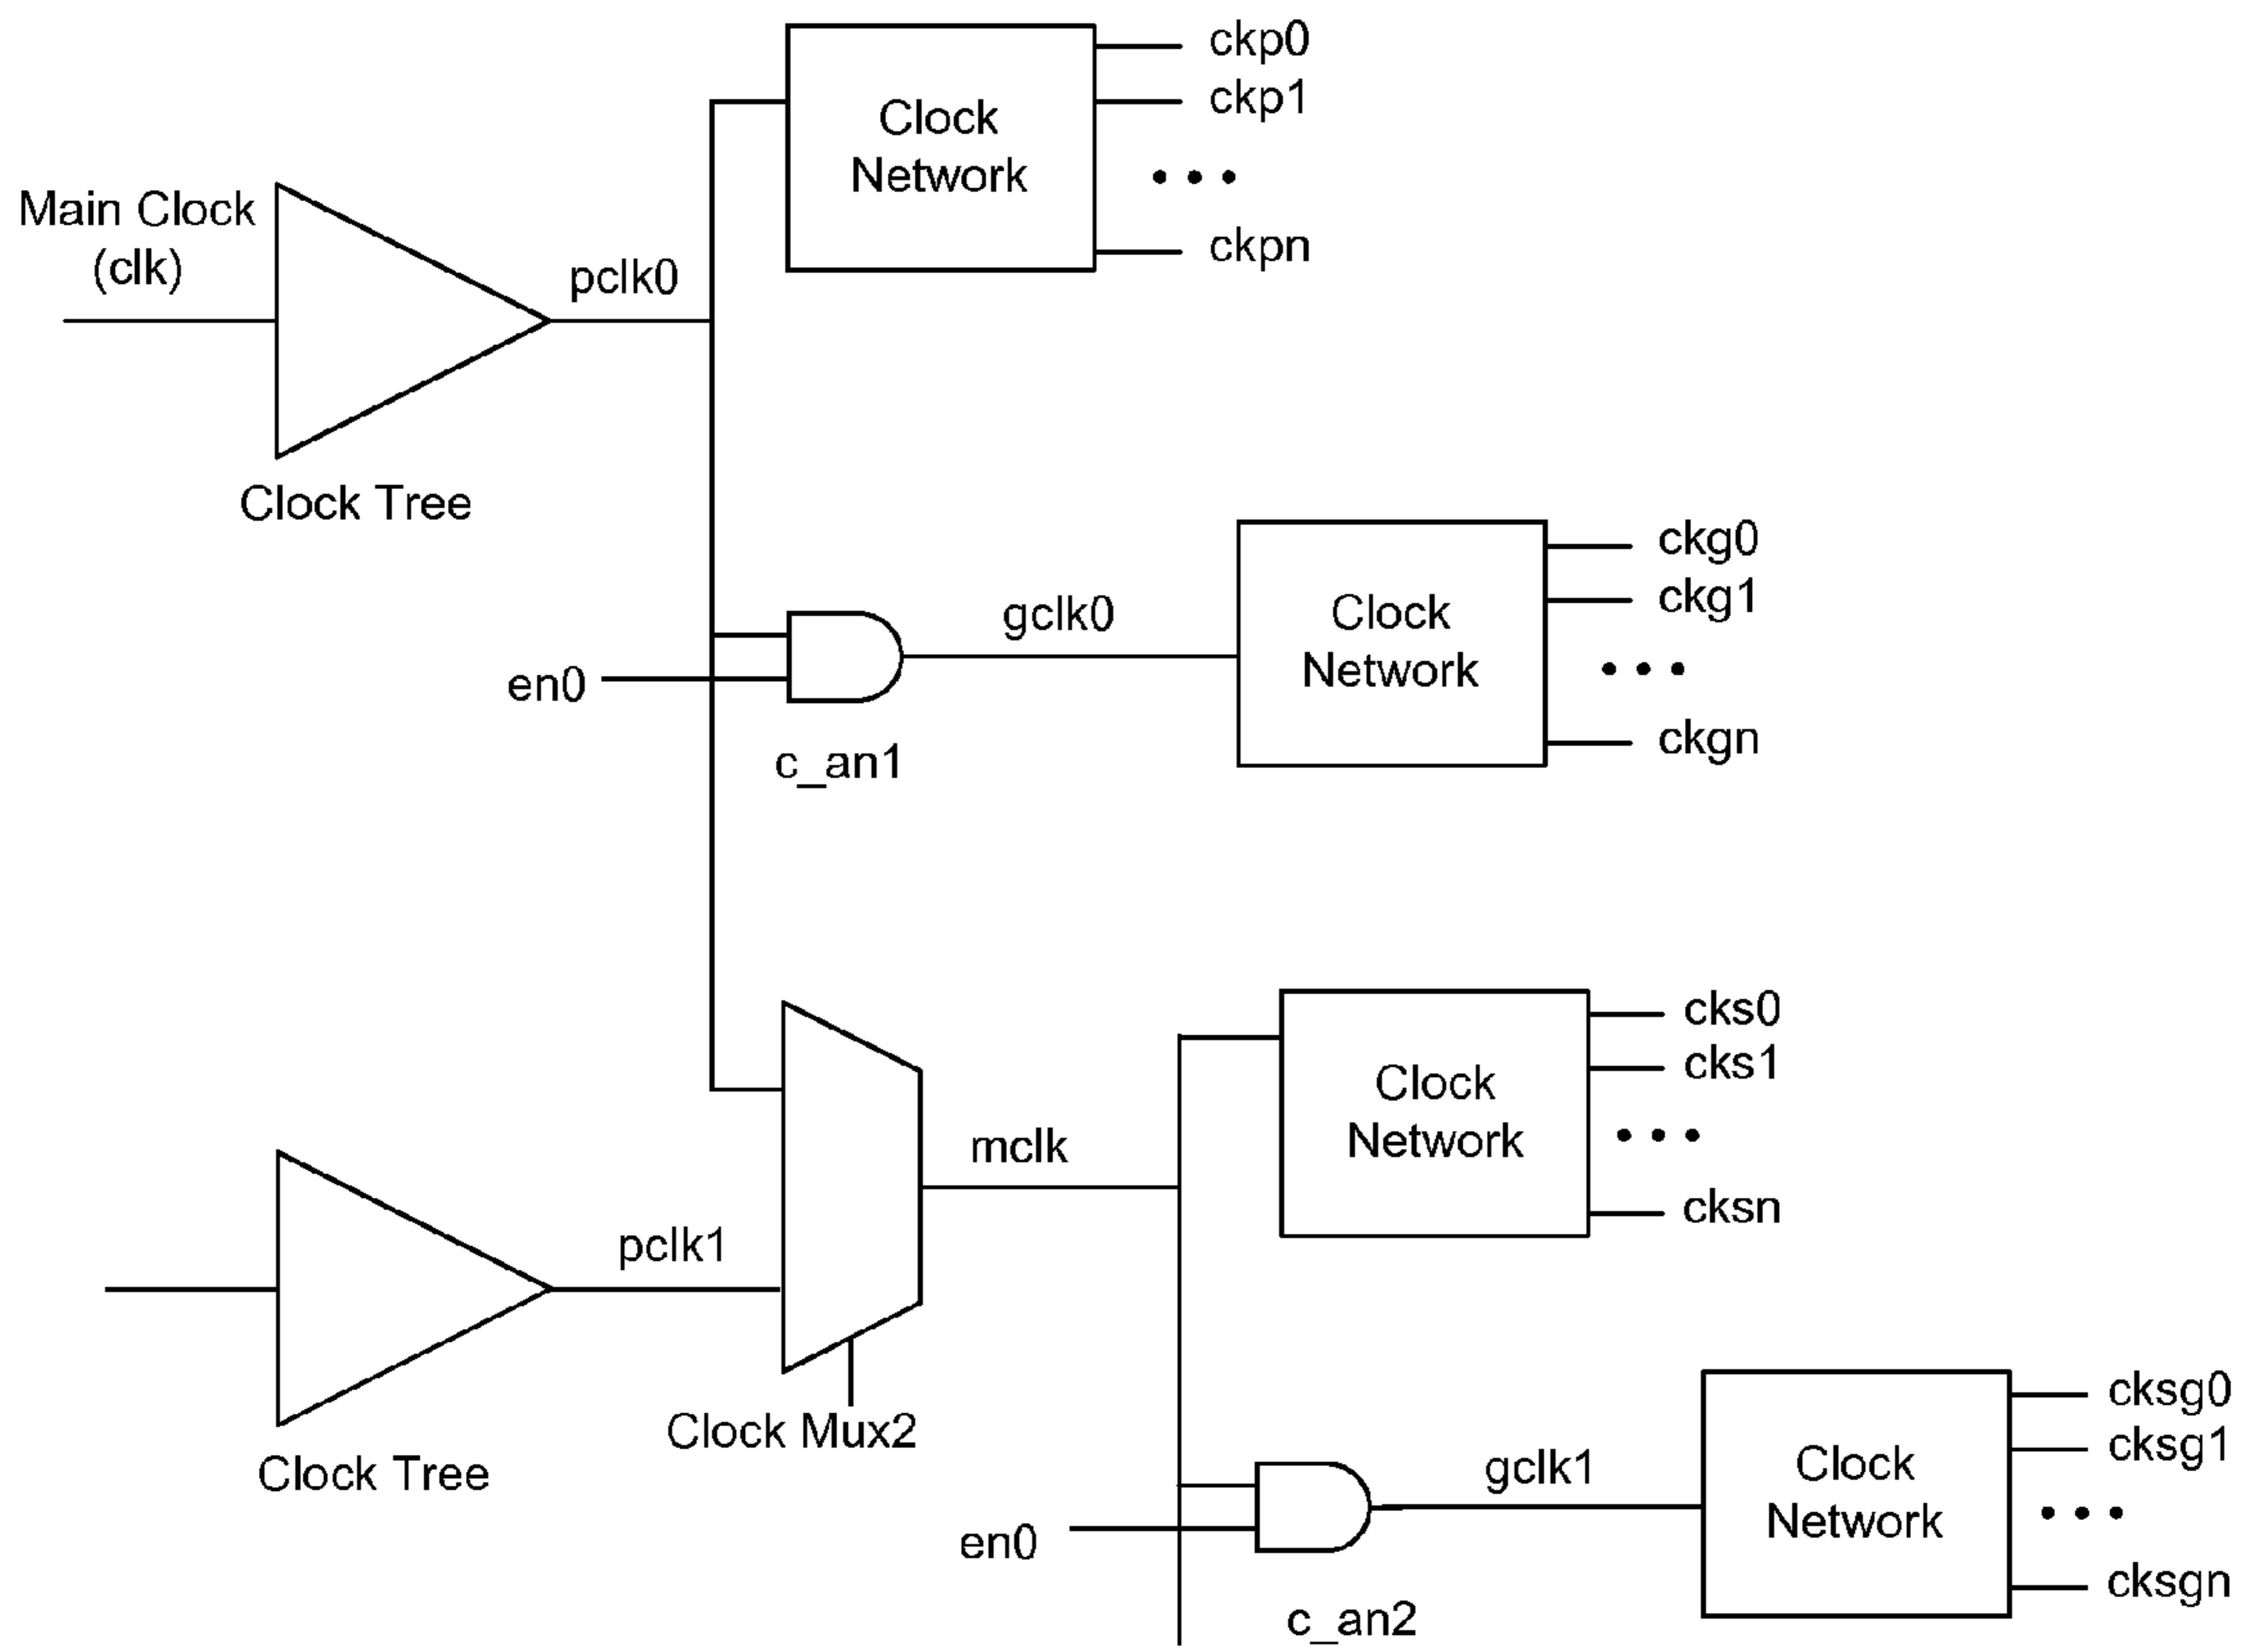 ckp0
ckp1
Clock
Network
• • •
ckpn
Main Clock
(clk)
pclk0
Clock Tree
ckg0
ckg1
gclk0
Clock
Network
• • •
en0
ckgn
c_an1
cks0
cks1
Clock
Network
• • •
mclk
cksn
pclk1
Clock Mux2
Clock Tree
cksg0
cksg1
gclk1
Clock
Network
• • •
en0
cksgn
c_an2